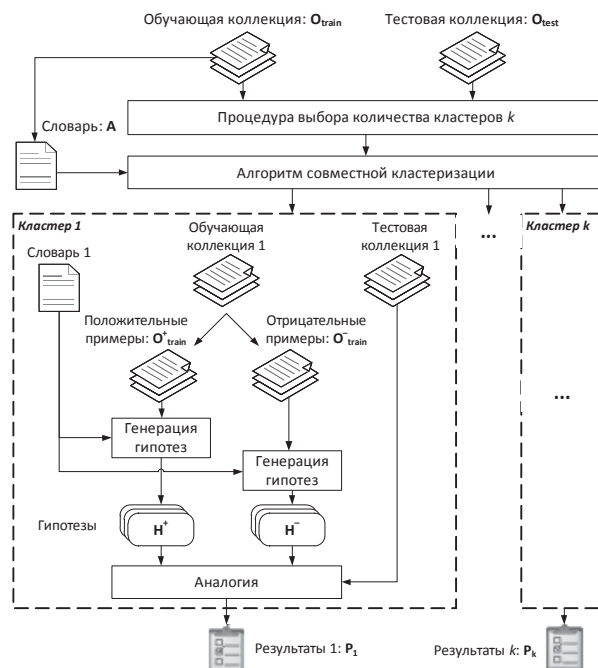 Обучающая коллекция: Otrain
Тестовая коллекция: Otest
Процедура выбора количества кластеров k
Словарь: A
Алгоритм совместной кластеризации
Кластер 1
Обучающая
коллекция 1
Тестовая
коллекция 1
...
Кластер k
Словарь 1
Положительные
примеры: O⁺train
Отрицательные
примеры: O⁻train
...
Генерация
гипотез
Генерация
гипотез
Гипотезы
H⁺
H⁻
Аналогия
Результаты 1: P₁
Результаты k: Pk